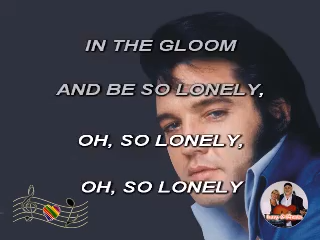 IN THE GLOOM
AND BE SO LONELY,
OH, SO LONELY,
OH, SO LONELY